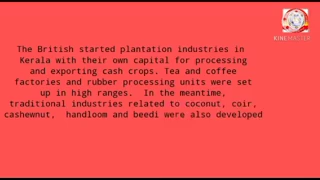 KINEMASTER
The British started plantation industries in
Kerala with their own capital for processing
and exporting cash crops. Tea and coffee
factories and rubber processing units were set
up in high ranges. In the meantime,
traditional industries related to coconut, coir,
cashewnut, handloom and beedi were also developed